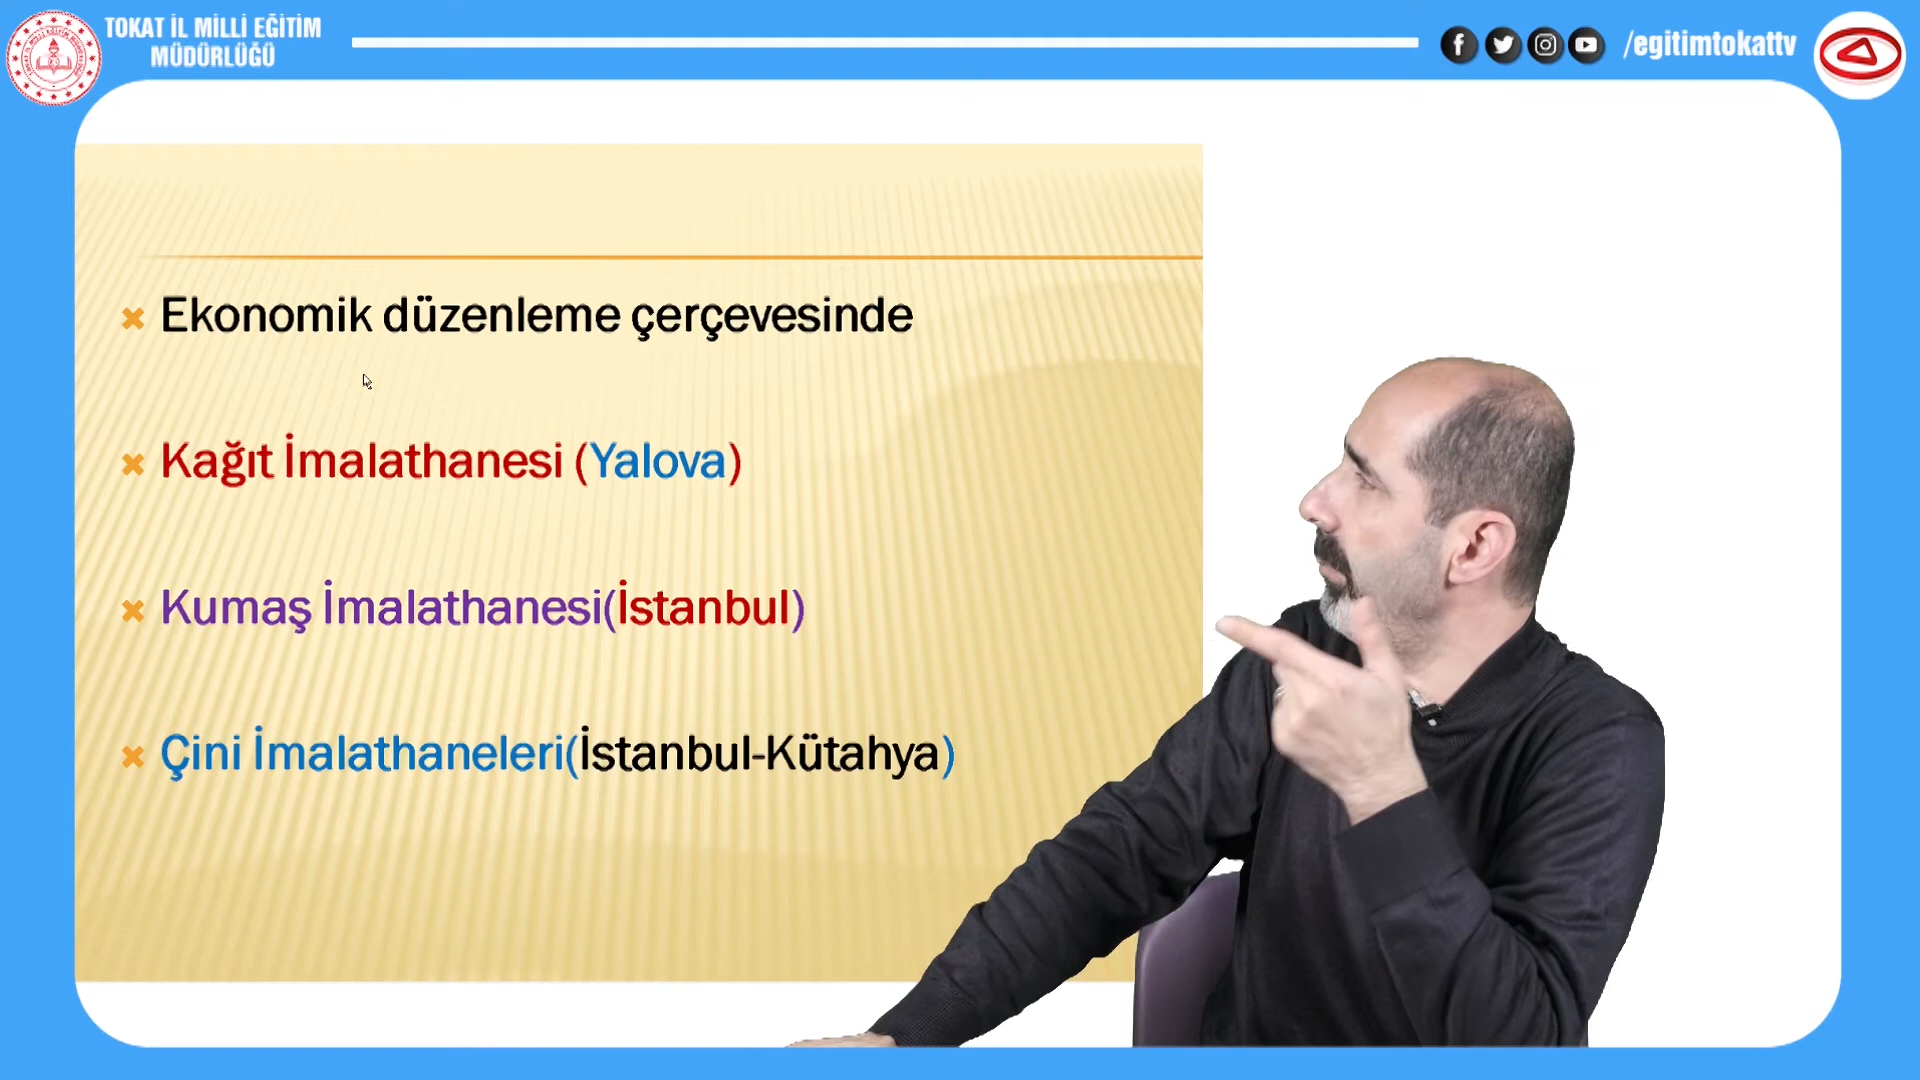 TOKAT İL MİLLİ EĞİTİM
MÜDÜRLÜĞÜ
/egitimtokattv
Ekonomik düzenleme çerçevesinde
Kağıt İmalathanesi (Yalova)
Kumaş İmalathanesi(İstanbul)
Çini İmalathaneleri(İstanbul-Kütahya)